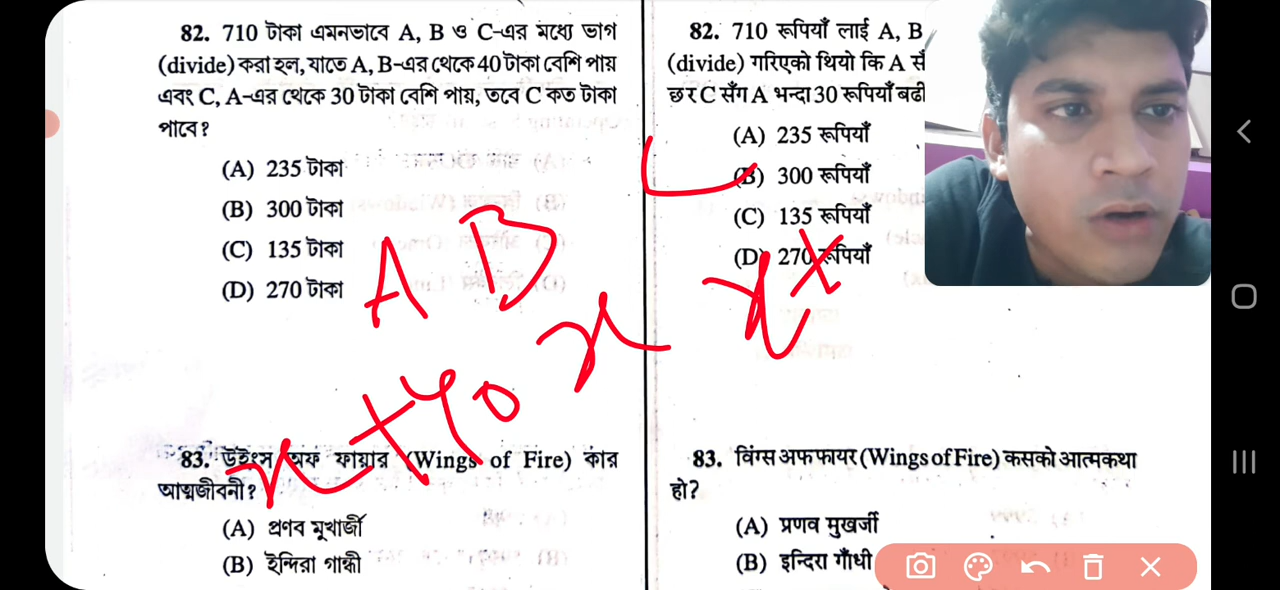 82. 710 টাকা এমনভাবে A, B ও C-এর মধ্যে ভাগ
(divide) করা হল, যাতে A, B-এর থেকে 40 টাকা বেশি পায়
এবং C, A-এর থেকে 30 টাকা বেশি পায়, তবে C কত টাকা
পাবে?
(A) 235 টাকা
(B) 300 টাকা
(C) 135 টাকা
(D) 270 টাকা
83. উইংস অফ ফায়ার (Wings of Fire) কার
আত্মজীবনী?
(A) প্রণব মুখার্জী
(B) ইন্দিরা গান্ধী
82. 710 रूपियाँ लाई A, B
(divide) गरिएको थियो कि A सँ
छ र C सँग A भन्दा 30 रूपियाँ बढी
(A) 235 रूपियाँ
(B) 300 रूपियाँ
(C) 135 रूपियाँ
(D) 270 रूपियाँ
83. विंग्स अफ फायर (Wings of Fire) कसको आत्मकथा
हो?
(A) प्रणव मुखर्जी
(B) इन्दिरा गाँधी
A B
x
x+40